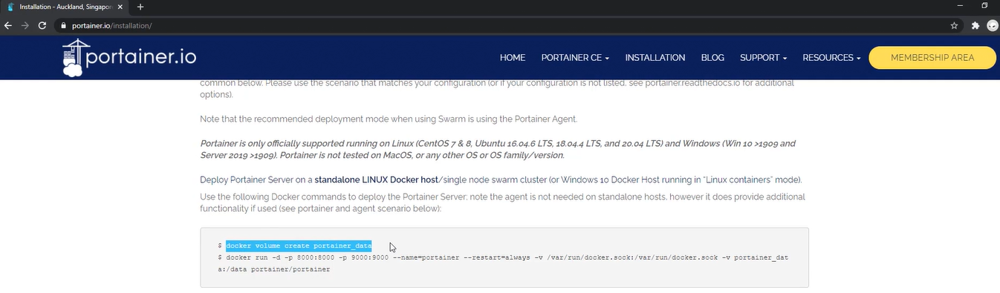 Installation - Auckland, Singapor
portainer.io/installation/
portainer.io
HOME PORTAINER CE INSTALLATION BLOG SUPPORT RESOURCES MEMBERSHIP AREA
common below. Please use the scenario that matches your configuration (or if your configuration is not listed, see portainer.readthedocs.io for additional
options).
Note that the recommended deployment mode when using Swarm is using the Portainer Agent.
Portainer is only officially supported running on Linux (CentOS 7 & 8, Ubuntu 16.04.6 LTS, 18.04.4 LTS, and 20.04 LTS) and Windows (Win 10 >1909 and
Server 2019 >1909). Portainer is not tested on MacOS, or any other OS or OS family/version.
Deploy Portainer Server on a standalone LINUX Docker host/single node swarm cluster (or Windows 10 Docker Host running in "Linux containers" mode).
Use the following Docker commands to deploy the Portainer Server; note the agent is not needed on standalone hosts, however it does provide additional
functionality if used (see portainer and agent scenario below):
$ docker volume create portainer_data
$ docker run -d -p 8000:8000 -p 9000:9000 --name=portainer --restart=always -v /var/run/docker.sock:/var/run/docker.sock -v portainer_dat
a:/data portainer/portainer